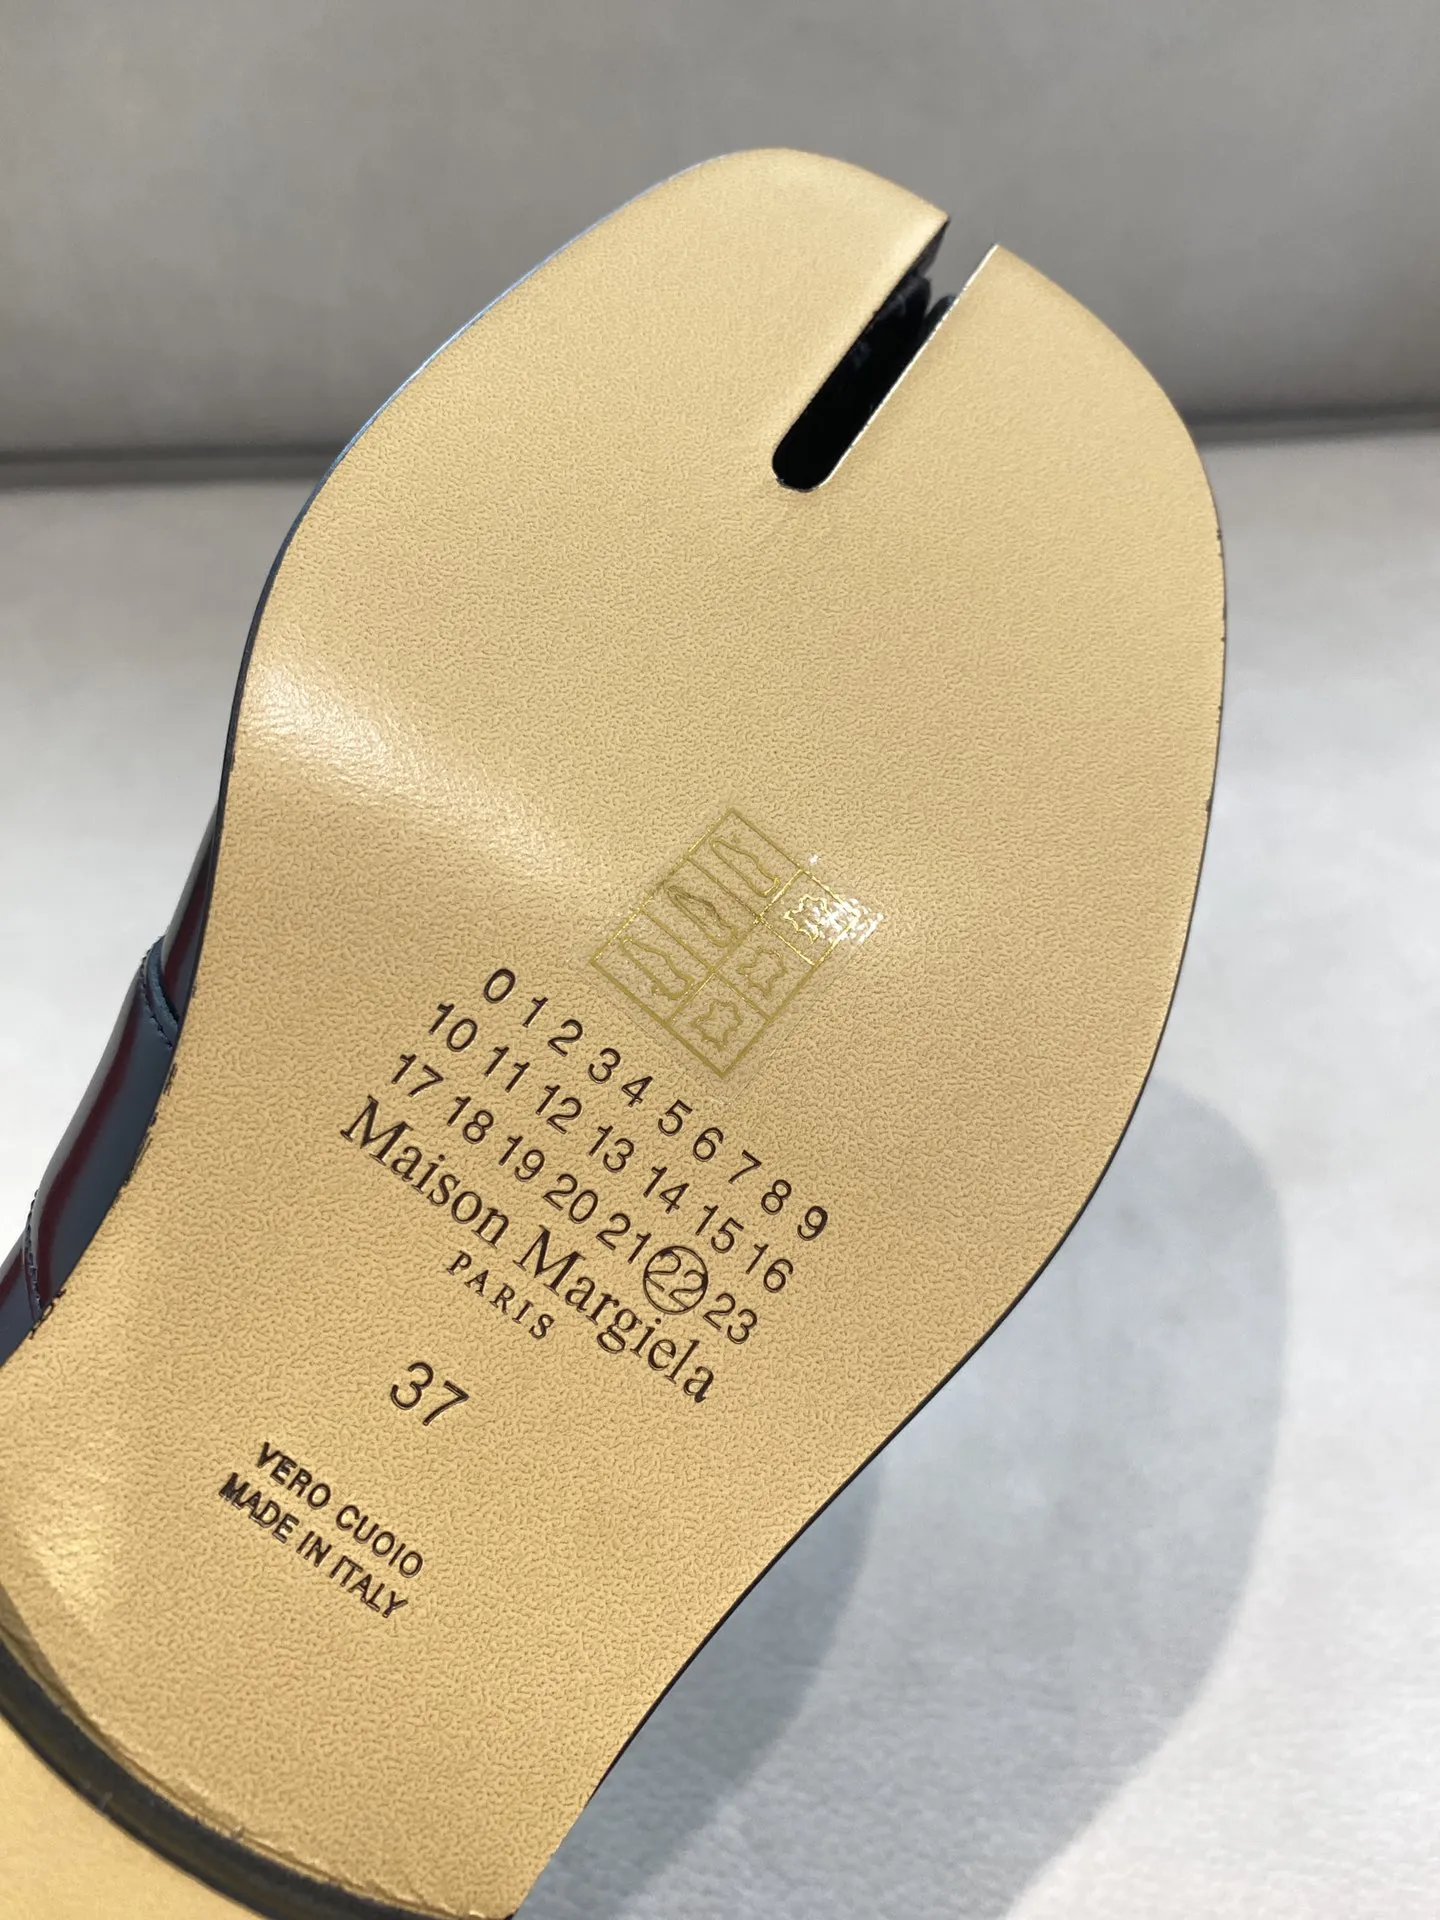 0 1 2 3 4 5 6 7 8 9
10 11 12 13 14 15 16
17 18 19 20 21 22 23
Maison Margiela
PARIS
37
VERO CUOIO
MADE IN ITALY